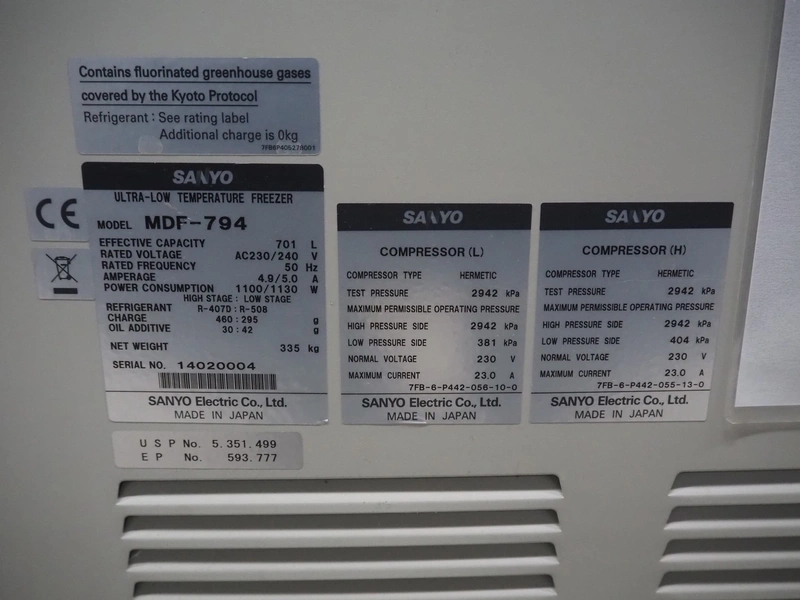 Contains fluorinated greenhouse gases
covered by the Kyoto Protocol
Refrigerant : See rating label
Additional charge is 0kg
7FB6P405278001
CE
SANYO
ULTRA-LOW TEMPERATURE FREEZER
MODEL MDF-794
EFFECTIVE CAPACITY 701 L
RATED VOLTAGE AC230/240 V
RATED FREQUENCY 50 Hz
AMPERAGE 4.9/5.0 A
POWER CONSUMPTION 1100/1130 W
HIGH STAGE : LOW STAGE
REFRIGERANT R-407D : R-508
CHARGE 460 : 295 g
OIL ADDITIVE 30 : 42 g
NET WEIGHT 335 kg
SERIAL NO. 14020004
SANYO Electric Co., Ltd.
MADE IN JAPAN
U S P No. 5.351.499
E P No. 593.777
SANYO
COMPRESSOR (L)
COMPRESSOR TYPE HERMETIC
TEST PRESSURE 2942 kPa
MAXIMUM PERMISSIBLE OPERATING PRESSURE
HIGH PRESSURE SIDE 2942 kPa
LOW PRESSURE SIDE 381 kPa
NORMAL VOLTAGE 230 V
MAXIMUM CURRENT 23.0 A
7FB-6-P442-056-10-0
SANYO Electric Co., Ltd.
MADE IN JAPAN
SANYO
COMPRESSOR (H)
COMPRESSOR TYPE HERMETIC
TEST PRESSURE 2942 kPa
MAXIMUM PERMISSIBLE OPERATING PRESSURE
HIGH PRESSURE SIDE 2942 kPa
LOW PRESSURE SIDE 404 kPa
NORMAL VOLTAGE 230 V
MAXIMUM CURRENT 23.0 A
7FB-6-P442-055-13-0
SANYO Electric Co., Ltd.
MADE IN JAPAN